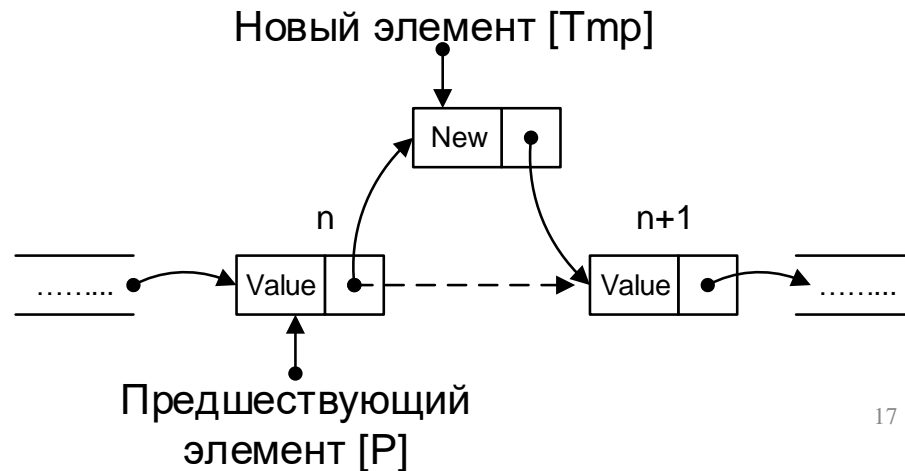 Новый элемент [Tmp]
New
n
n+1
……...
Value
Value
……...
Предшествующий
элемент [P]
17